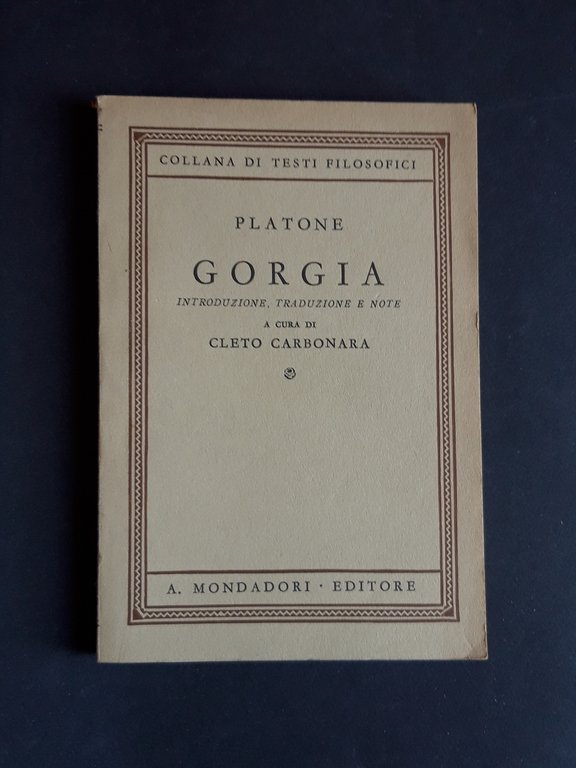 COLLANA DI TESTI FILOSOFICI
PLATONE
GORGIA
INTRODUZIONE, TRADUZIONE E NOTE
A CURA DI
CLETO CARBONARA
A. MONDADORI · EDITORE